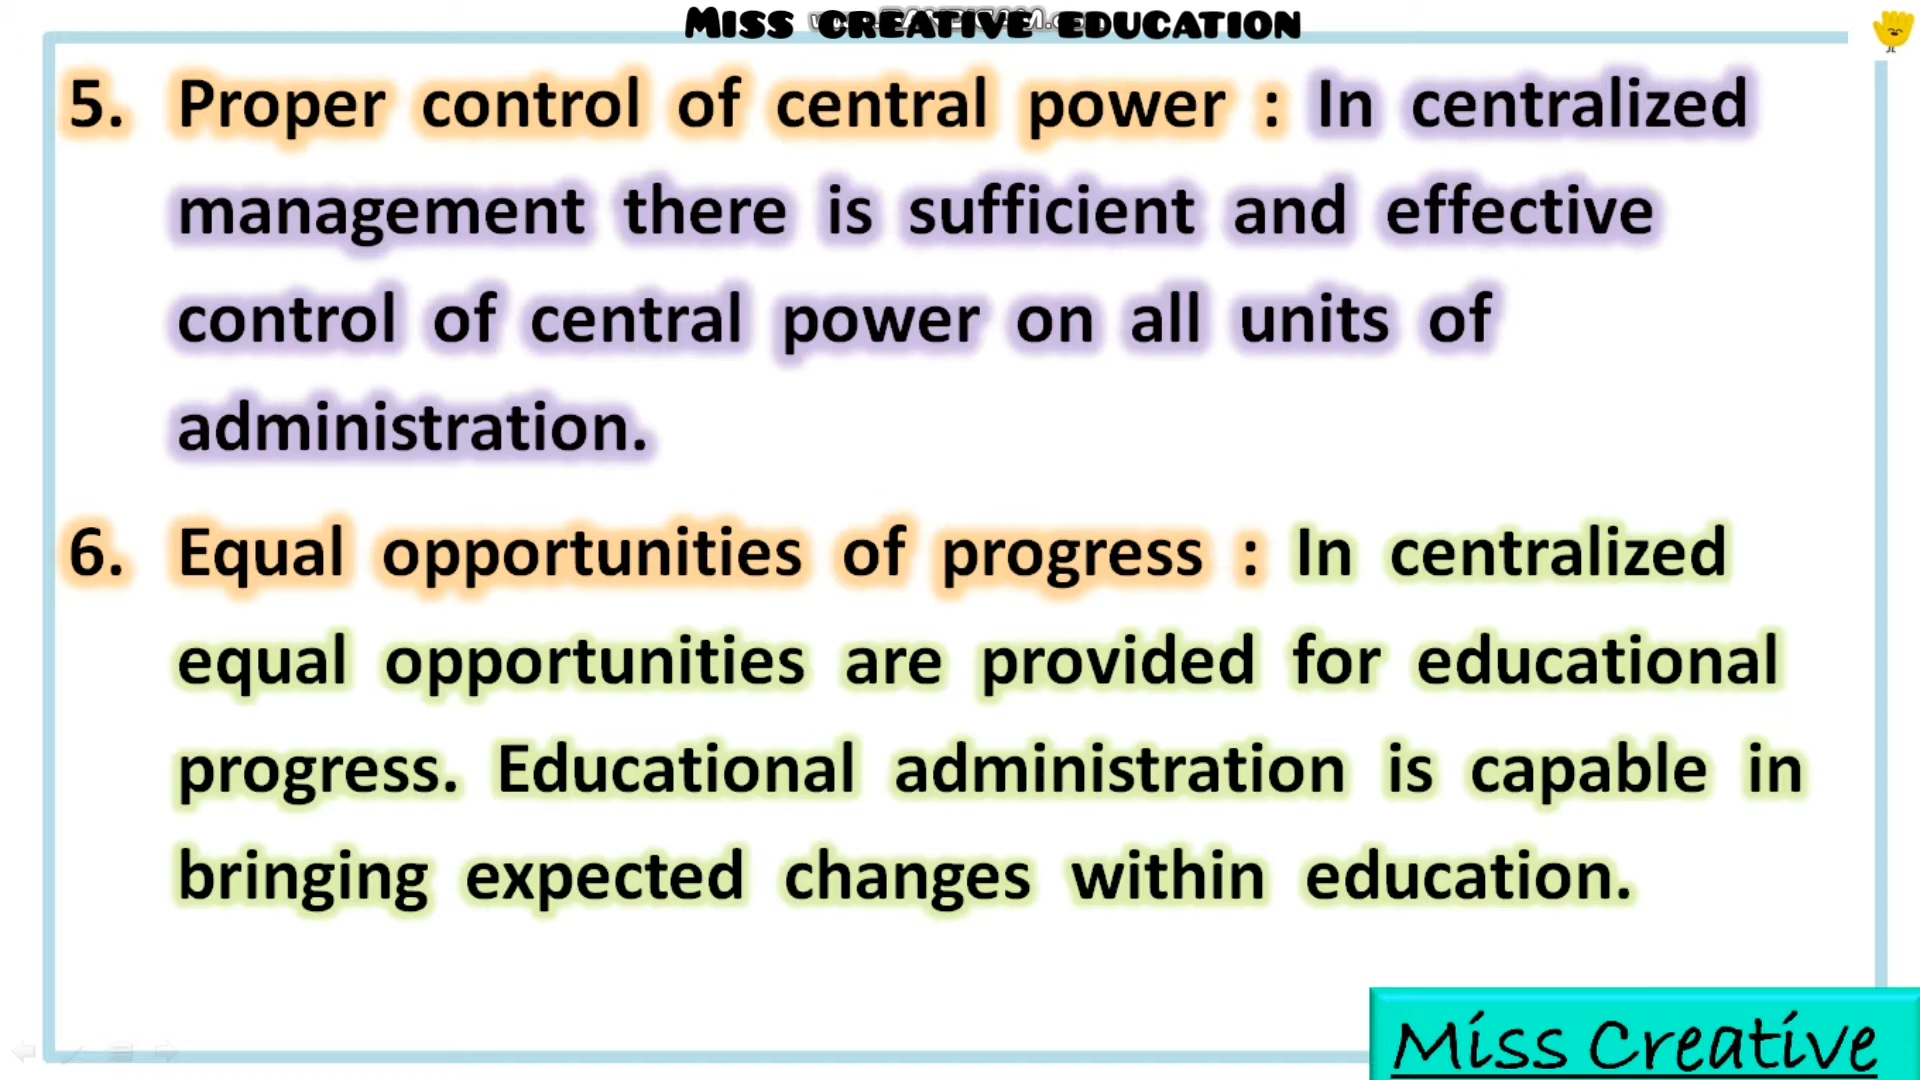 Miss creative education
5. Proper control of central power : In centralized
management there is sufficient and effective
control of central power on all units of
administration.
6. Equal opportunities of progress : In centralized
equal opportunities are provided for educational
progress. Educational administration is capable in
bringing expected changes within education.
Miss Creative